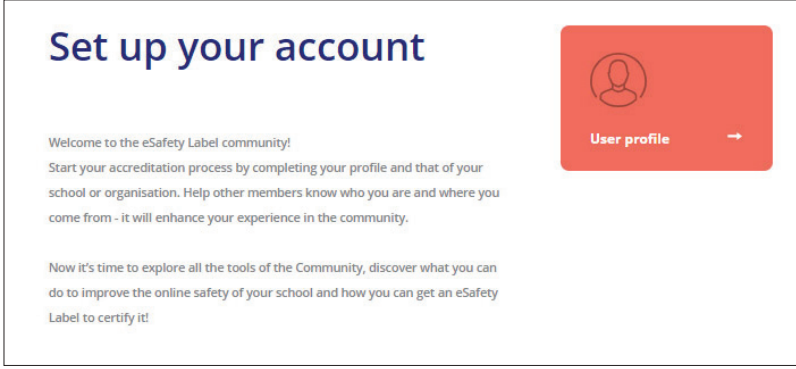 Set up your account
User profile
Welcome to the eSafety Label community!
Start your accreditation process by completing your profile and that of your
school or organisation. Help other members know who you are and where you
come from - it will enhance your experience in the community.
Now it's time to explore all the tools of the Community, discover what you can
do to improve the online safety of your school and how you can get an eSafety
Label to certify it!